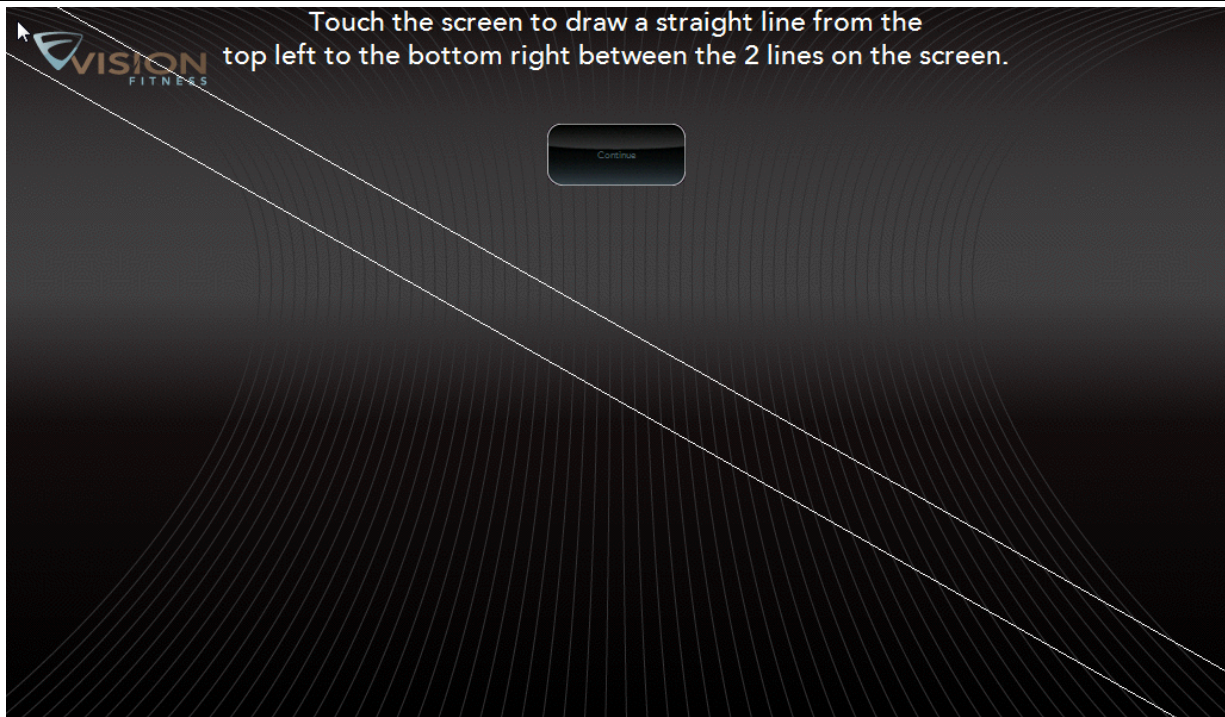 Touch the screen to draw a straight line from the
top left to the bottom right between the 2 lines on the screen.
VISION
FITNESS
Continue